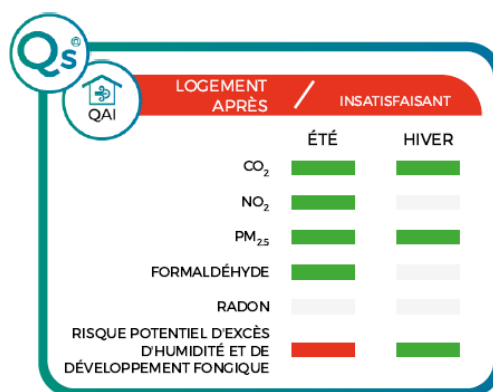 Qs@
QAI
LOGEMENT
APRÈS / INSATISFAISANT
ÉTÉ HIVER
CO₂
NO₂
PM₂.₅
FORMALDÉHYDE
RADON
RISQUE POTENTIEL D'EXCÈS
D'HUMIDITÉ ET DE
DÉVELOPPEMENT FONGIQUE